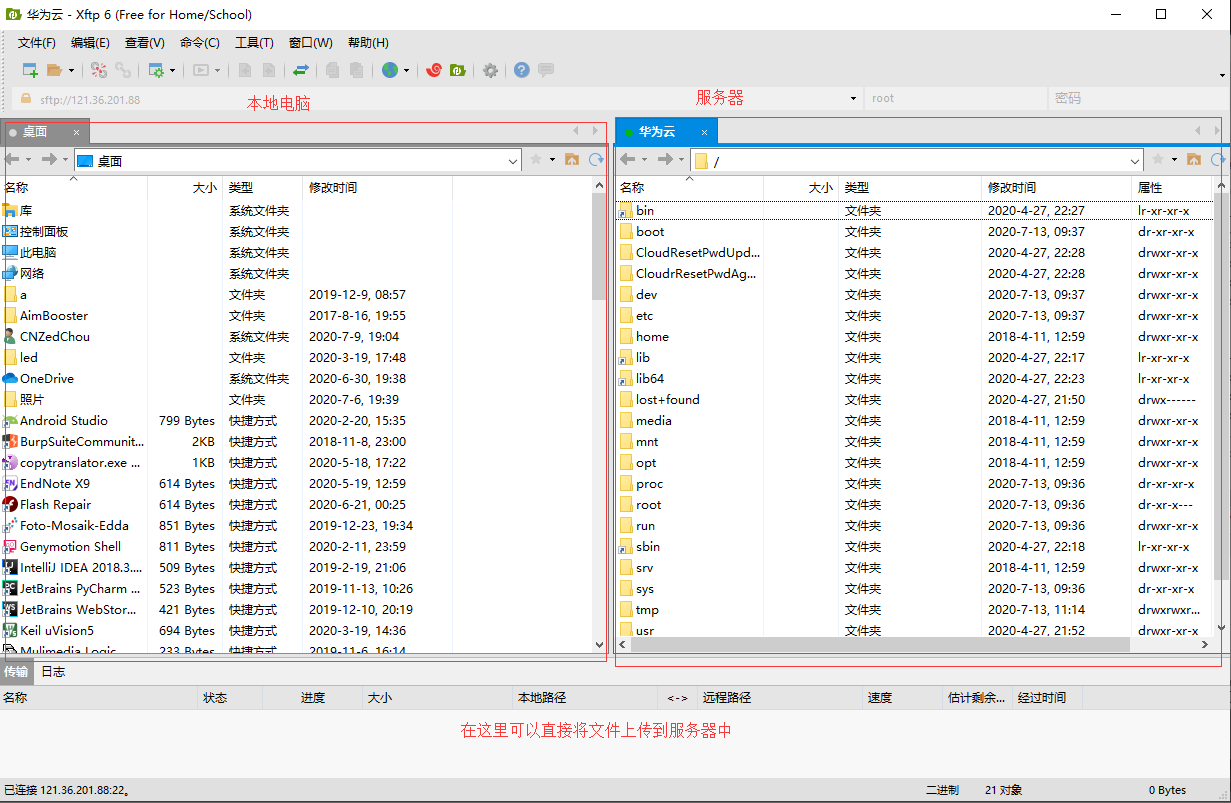 华为云 - Xftp 6 (Free for Home/School)
文件(F) 编辑(E) 查看(V) 命令(C) 工具(T) 窗口(W) 帮助(H)
sftp://121.36.201.88 本地电脑 服务器 root 密码
桌面 × 华为云 ×
桌面 /
名称 大小 类型 修改时间 名称 大小 类型 修改时间 属性
库 系统文件夹 bin 文件夹 2020-4-27, 22:27 lr-xr-xr-x
控制面板 系统文件夹 boot 文件夹 2020-7-13, 09:37 dr-xr-xr-x
此电脑 系统文件夹 CloudResetPwdUpd... 文件夹 2020-4-27, 22:28 drwxr-xr-x
网络 系统文件夹 CloudrResetPwdAg... 文件夹 2020-4-27, 22:28 drwxr-xr-x
a 文件夹 2019-12-9, 08:57 dev 文件夹 2020-7-13, 09:37 drwxr-xr-x
AimBooster 文件夹 2017-8-16, 19:55 etc 文件夹 2020-7-13, 09:37 drwxr-xr-x
CNZedChou 系统文件夹 2020-7-9, 19:04 home 文件夹 2018-4-11, 12:59 drwxr-xr-x
led 文件夹 2020-3-19, 17:48 lib 文件夹 2020-4-27, 22:17 lr-xr-xr-x
OneDrive 系统文件夹 2020-6-30, 19:38 lib64 文件夹 2020-4-27, 22:23 lr-xr-xr-x
照片 文件夹 2020-7-6, 19:39 lost+found 文件夹 2020-4-27, 21:50 drwx------
Android Studio 799 Bytes 快捷方式 2020-2-20, 15:35 media 文件夹 2018-4-11, 12:59 drwxr-xr-x
BurpSuiteCommunit... 2KB 快捷方式 2018-11-8, 23:00 mnt 文件夹 2018-4-11, 12:59 drwxr-xr-x
copytranslator.exe ... 1KB 快捷方式 2020-5-18, 17:22 opt 文件夹 2018-4-11, 12:59 drwxr-xr-x
EndNote X9 614 Bytes 快捷方式 2020-5-19, 12:59 proc 文件夹 2020-7-13, 09:36 dr-xr-xr-x
Flash Repair 614 Bytes 快捷方式 2020-6-21, 00:25 root 文件夹 2020-7-13, 09:36 dr-xr-x---
Foto-Mosaik-Edda 851 Bytes 快捷方式 2019-12-23, 19:34 run 文件夹 2020-7-13, 09:36 drwxr-xr-x
Genymotion Shell 811 Bytes 快捷方式 2020-2-11, 23:59 sbin 文件夹 2020-4-27, 22:18 lr-xr-xr-x
IntelliJ IDEA 2018.3.... 509 Bytes 快捷方式 2019-2-19, 21:06 srv 文件夹 2018-4-11, 12:59 drwxr-xr-x
JetBrains PyCharm ... 523 Bytes 快捷方式 2019-11-13, 10:26 sys 文件夹 2020-7-13, 09:36 dr-xr-xr-x
JetBrains WebStor... 421 Bytes 快捷方式 2019-12-10, 20:19 tmp 文件夹 2020-7-13, 11:14 drwxrwxr...
Keil uVision5 694 Bytes 快捷方式 2020-3-19, 14:36 usr 文件夹 2020-4-27, 21:52 drwxr-xr-x
Mulimedia Logic 233 Bytes 快捷方式 2019-11-6, 16:14
传输 日志
名称 状态 进度 大小 本地路径 <-> 远程路径 速度 估计剩余... 经过时间
在这里可以直接将文件上传到服务器中
已连接 121.36.201.88:22。 二进制 21 对象 0 Bytes